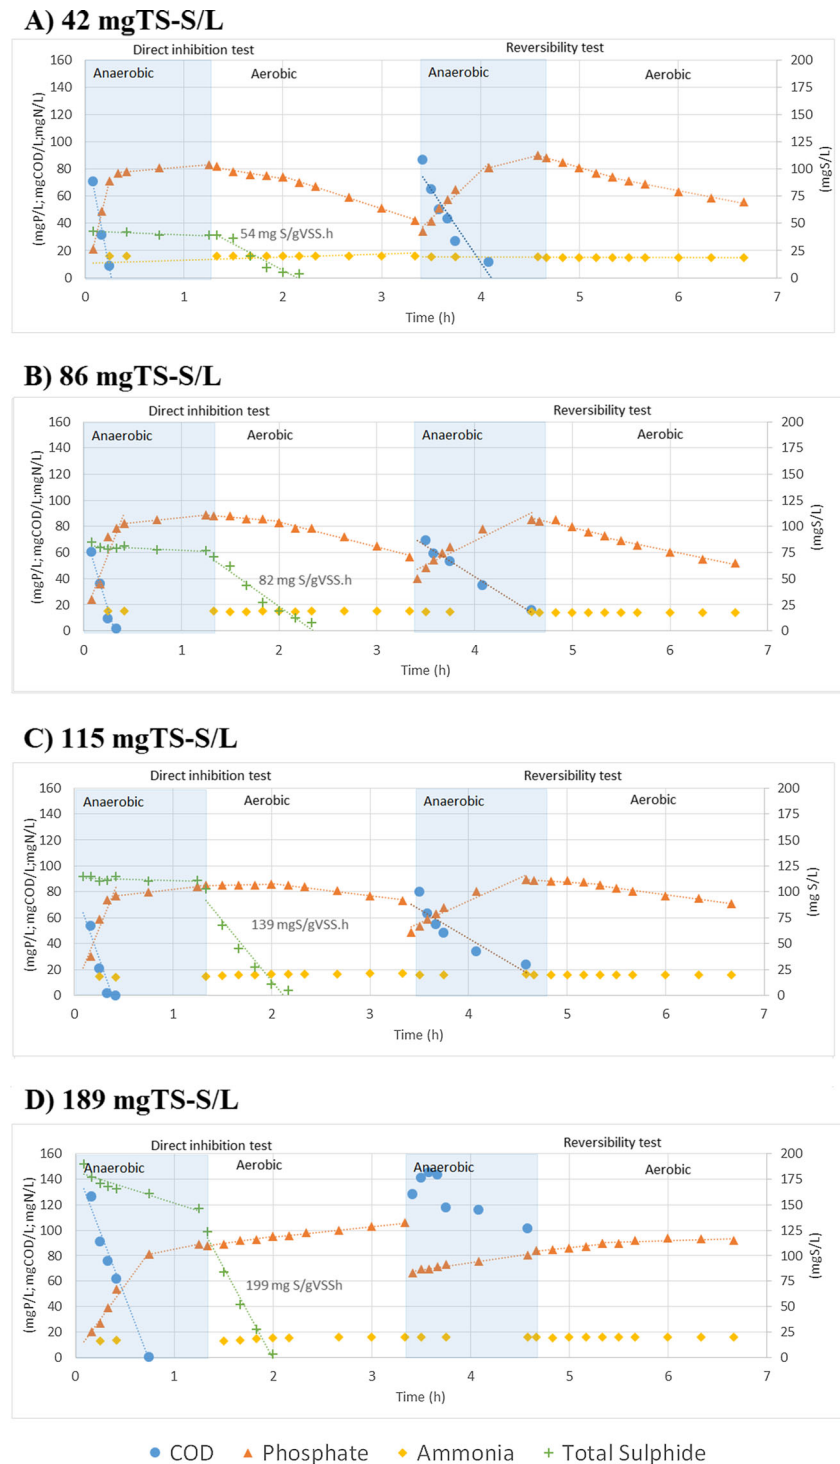 A) 42 mgTS-S/L
Direct inhibition test
Reversibility test
Anaerobic
Aerobic
Anaerobic
Aerobic
160
140
120
100
80
60
40
20
0
200
175
150
125
100
75
50
25
0
(mgP/L; mgCOD/L;mgN/L)
(mgS/L)
54 mg S/gVSS.h
0 1 2 3 4 5 6 7
Time (h)
B) 86 mgTS-S/L
Direct inhibition test
Reversibility test
Anaerobic
Aerobic
Anaerobic
Aerobic
160
140
120
100
80
60
40
20
0
200
175
150
125
100
75
50
25
0
(mgP/L; mgCOD/L;mgN/L)
(mg S/L)
82 mg S/gVSS.h
0 1 2 3 4 5 6 7
Time (h)
C) 115 mgTS-S/L
Direct inhibition test
Reversibility test
Anaerobic
Aerobic
Anaerobic
Aerobic
160
140
120
100
80
60
40
20
0
200
175
150
125
100
75
50
25
0
(mgP/L; mgCOD/L;mgN/L)
(mg S/L)
139 mgS/gVSS.h
0 1 2 3 4 5 6 7
Time (h)
D) 189 mgTS-S/L
Direct inhibition test
Reversibility test
Anaerobic
Aerobic
Anaerobic
Aerobic
160
140
120
100
80
60
40
20
0
200
175
150
125
100
75
50
25
0
(mgP/L; mgCOD/L;mgN/L)
(mgS/L)
199 mg S/gVSSh
0 1 2 3 4 5 6 7
Time (h)
COD Phosphate Ammonia Total Sulphide